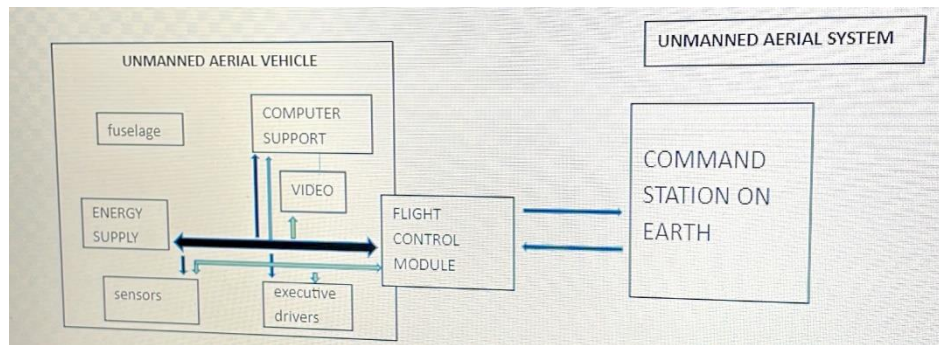 UNMANNED AERIAL SYSTEM
UNMANNED AERIAL VEHICLE
fuselage
COMPUTER
SUPPORT
VIDEO
ENERGY
SUPPLY
FLIGHT
CONTROL
MODULE
sensors
executive
drivers
COMMAND
STATION ON
EARTH